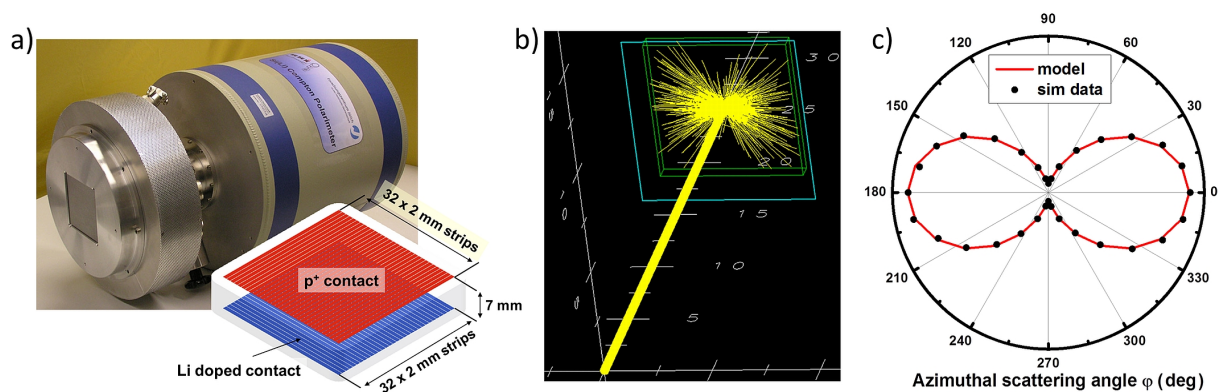 a)
Compton Polarimeter
32 x 2 mm strips
p+ contact
7 mm
Li doped contact
32 x 2 mm strips
b)
30
25
20
15
10
5
c)
90
120
60
model
sim data
150
30
180
0
210
330
240
300
270
Azimuthal scattering angle φ (deg)